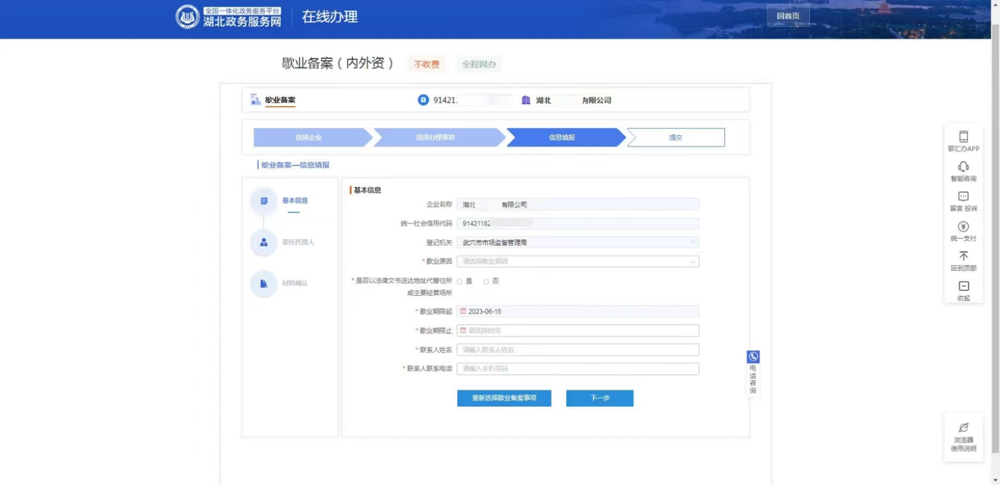 全国一体化政务服务平台
湖北政务服务网
在线办理
回首页
歇业备案（内外资）
不收费
全程网办
歇业备案
91421
湖北 有限公司
选择企业
选择办理事项
信息填报
提交
歇业备案—信息填报
基本信息
委托代理人
材料确认
基本信息
企业名称 湖北 有限公司
统一社会信用代码 91421182
登记机关 武穴市市场监督管理局
*歇业原因 请选择歇业原因
*是否以法律文书送达地址代替住所 是 否
或主要经营场所
*歇业期限起 2023-06-15
*歇业期限止 请选择时间
*联系人姓名 请输入联系人姓名
*联系人联系电话 请输入手机号码
重新选择歇业备案事项
下一步
电话咨询
鄂汇办APP
智能咨询
留言 投诉
统一支付
回到顶部
收起
浏览器
使用说明